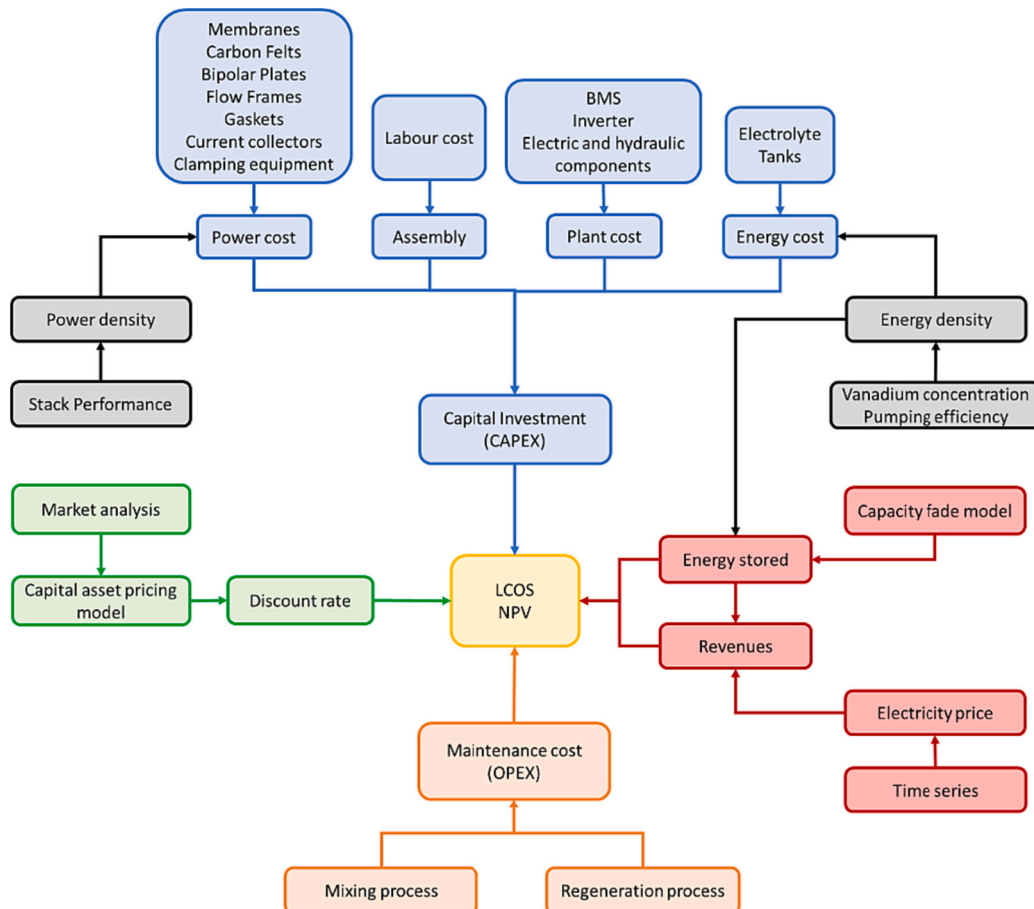 Membranes
Carbon Felts
Bipolar Plates
Flow Frames
Gaskets
Current collectors
Clamping equipment
Labour cost
BMS
Inverter
Electric and hydraulic
components
Electrolyte
Tanks
Power cost
Assembly
Plant cost
Energy cost
Power density
Energy density
Stack Performance
Vanadium concentration
Pumping efficiency
Capital Investment
(CAPEX)
Market analysis
Capacity fade model
Capital asset pricing
model
Discount rate
LCOS
NPV
Energy stored
Revenues
Electricity price
Maintenance cost
(OPEX)
Time series
Mixing process
Regeneration process